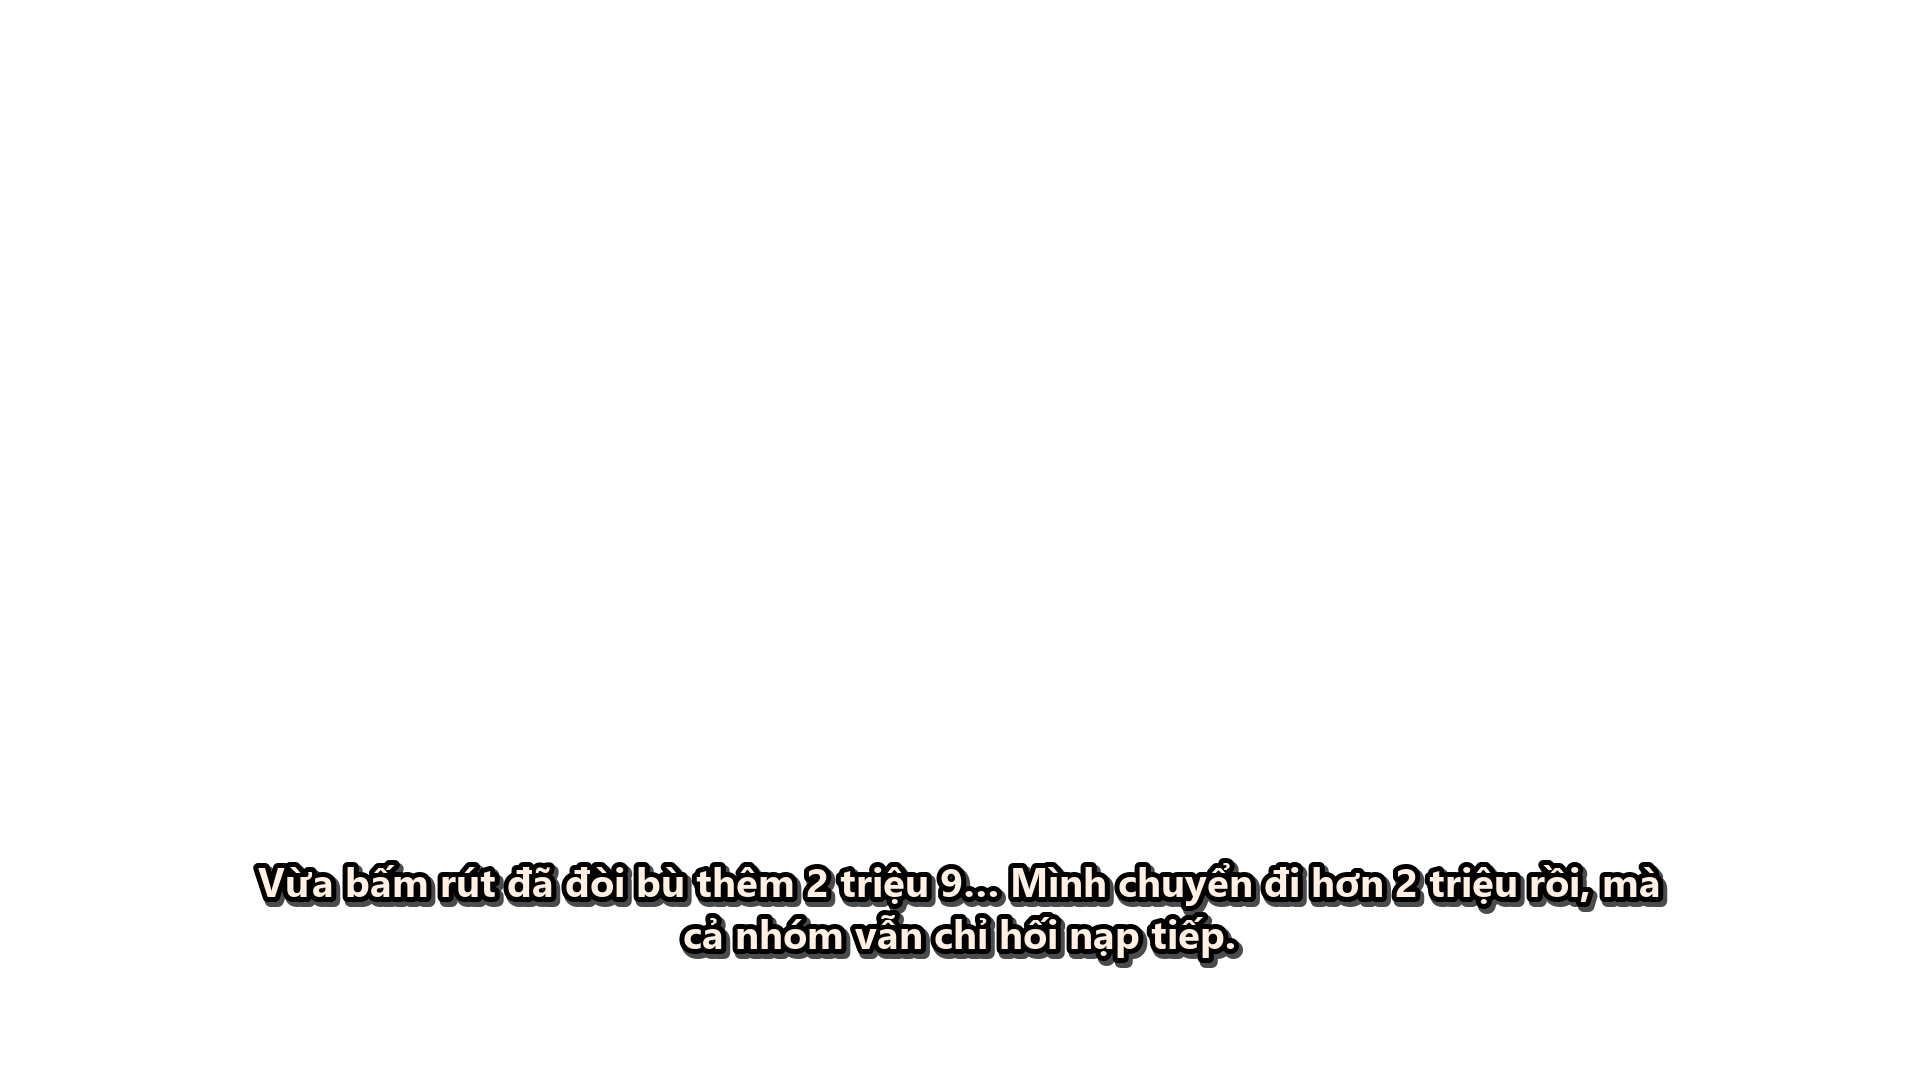 Vừa bấm rút đã đòi bù thêm 2 triệu 9... Mình chuyển đi hơn 2 triệu rồi, mà
cả nhóm vẫn chỉ hối nạp tiếp.